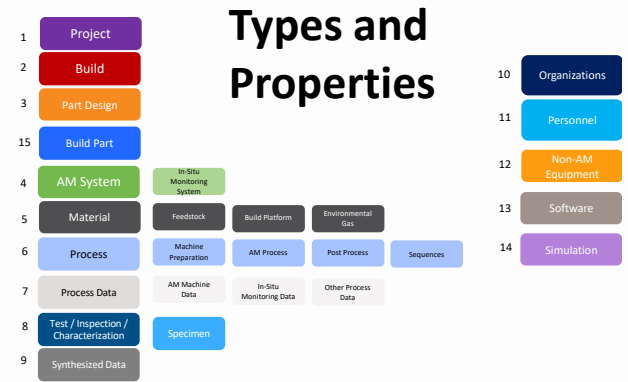 Types and
Properties
1 Project
2 Build
3 Part Design
15 Build Part
4 AM System
In-Situ
Monitoring
System
5 Material
Feedstock
Build Platform
Environmental
Gas
6 Process
Machine
Preparation
AM Process
Post Process
Sequences
7 Process Data
AM Machine
Data
In-Situ
Monitoring Data
Other Process
Data
8 Test / Inspection /
Characterization
Specimen
9 Synthesized Data
10 Organizations
11 Personnel
12 Non-AM
Equipment
13 Software
14 Simulation